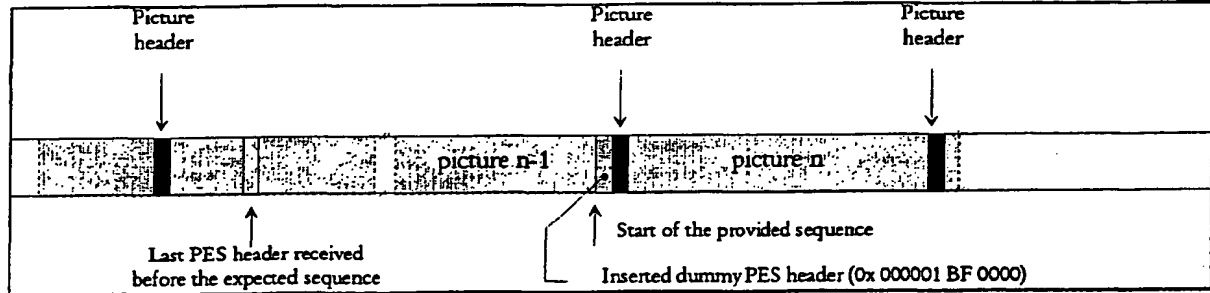 Picture
header
Picture
header
Picture
header
picture n-1
picture n
Last PES header received
before the expected sequence
Start of the provided sequence
Inserted dummy PES header (0x 000001 BF 0000)